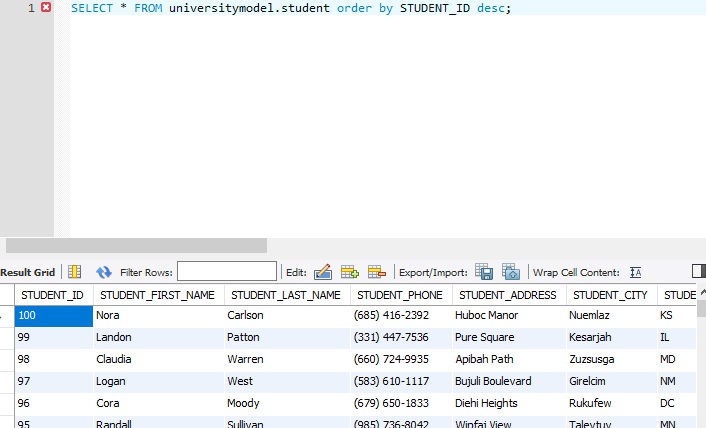 1 SELECT * FROM universitymodel.student order by STUDENT_ID desc;
Result Grid Filter Rows: Edit: Export/Import: Wrap Cell Content:
STUDENT_ID STUDENT_FIRST_NAME STUDENT_LAST_NAME STUDENT_PHONE STUDENT_ADDRESS STUDENT_CITY STUDE
100 Nora Carlson (685) 416-2392 Huboc Manor Nuemlaz KS
99 Landon Patton (331) 447-7536 Pure Square Kesarjah IL
98 Claudia Warren (660) 724-9935 Apibah Path Zuzsusga MD
97 Logan West (583) 610-1117 Bujuli Boulevard Girelcim NM
96 Cora Moody (679) 650-1833 Diehi Heights Rukufew DC
95 Randall Sullivan (985) 736-8042 Winfai View Talevtuv MN